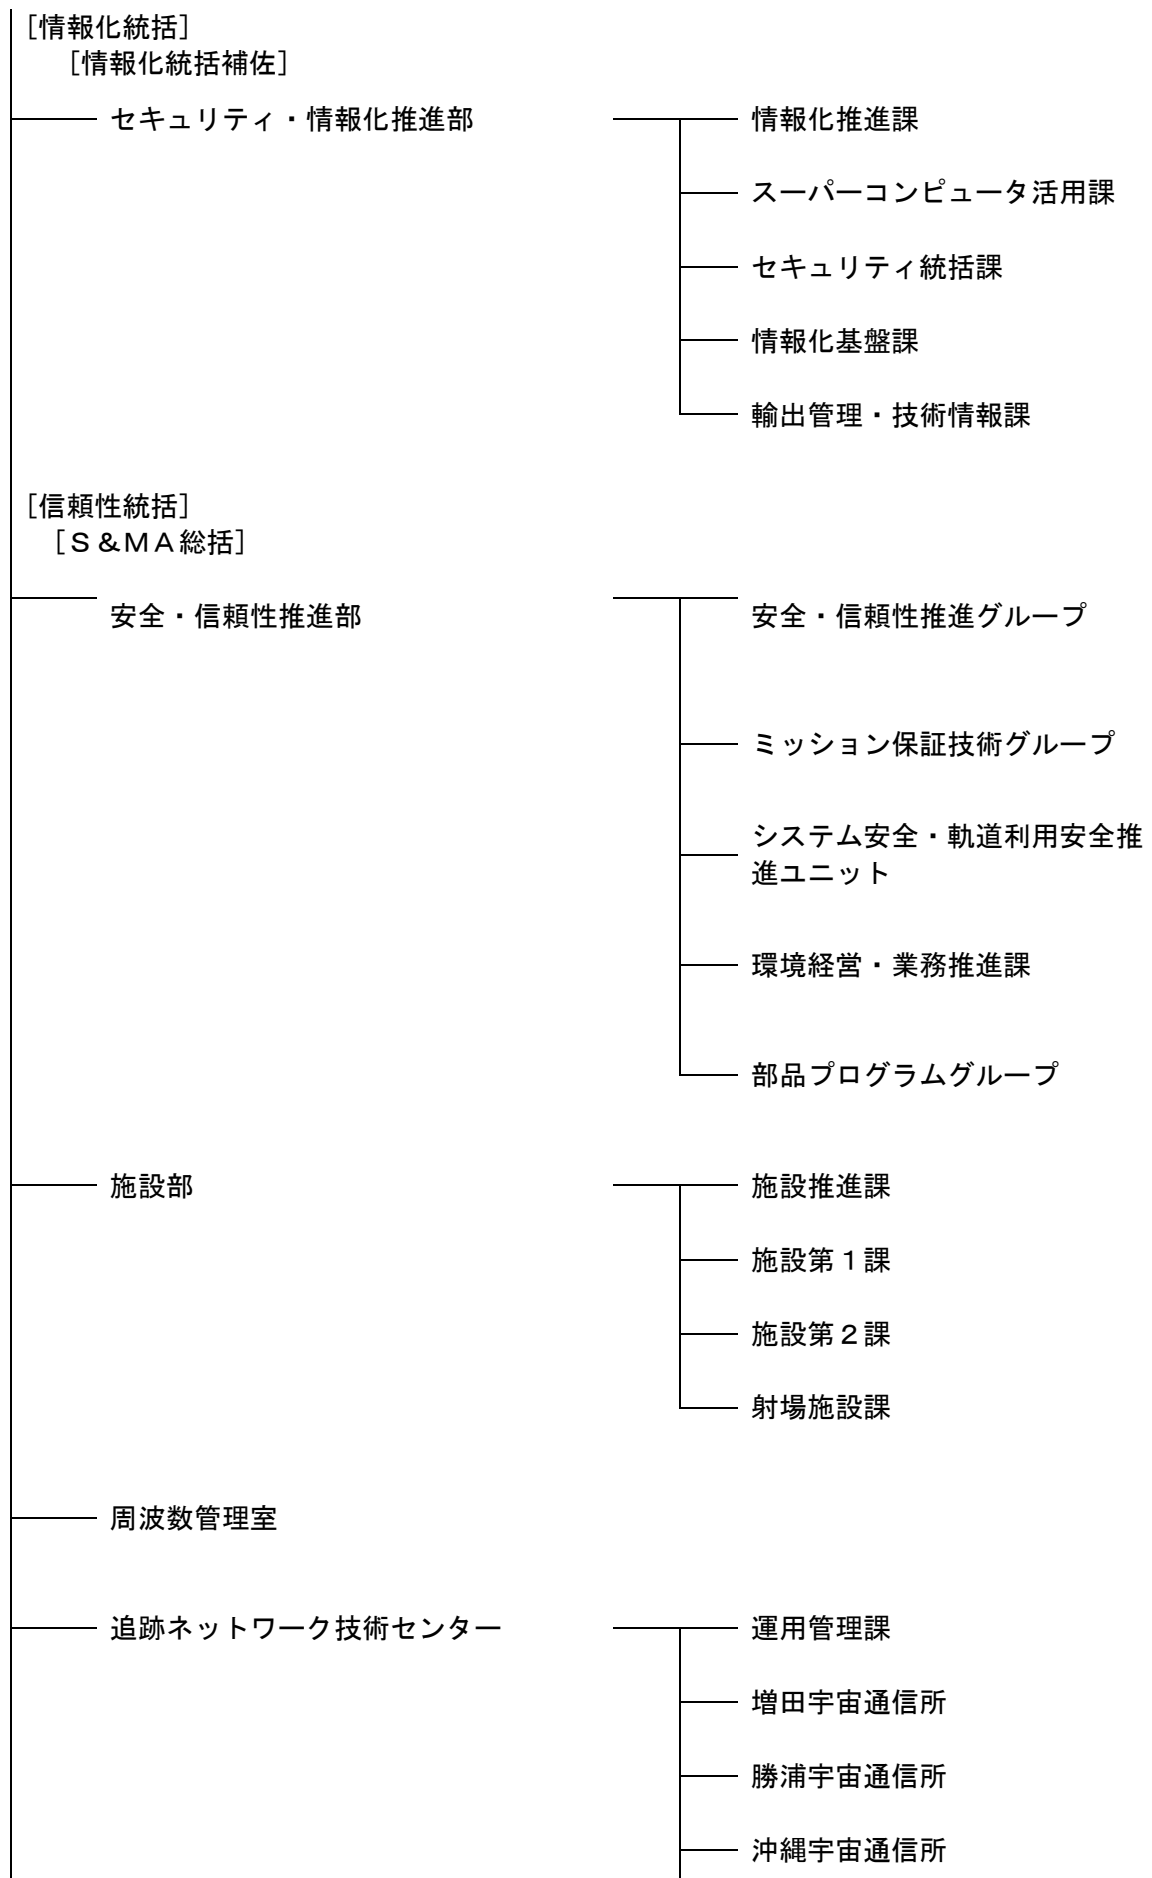 ［情報化統括］
［情報化統括補佐］
セキュリティ・情報化推進部
情報化推進課
スーパーコンピュータ活用課
セキュリティ統括課
情報化基盤課
輸出管理・技術情報課
［信頼性統括］
［Ｓ＆ＭＡ総括］
安全・信頼性推進部
安全・信頼性推進グループ
ミッション保証技術グループ
システム安全・軌道利用安全推
進ユニット
環境経営・業務推進課
部品プログラムグループ
施設部
施設推進課
施設第１課
施設第２課
射場施設課
周波数管理室
追跡ネットワーク技術センター
運用管理課
増田宇宙通信所
勝浦宇宙通信所
沖縄宇宙通信所